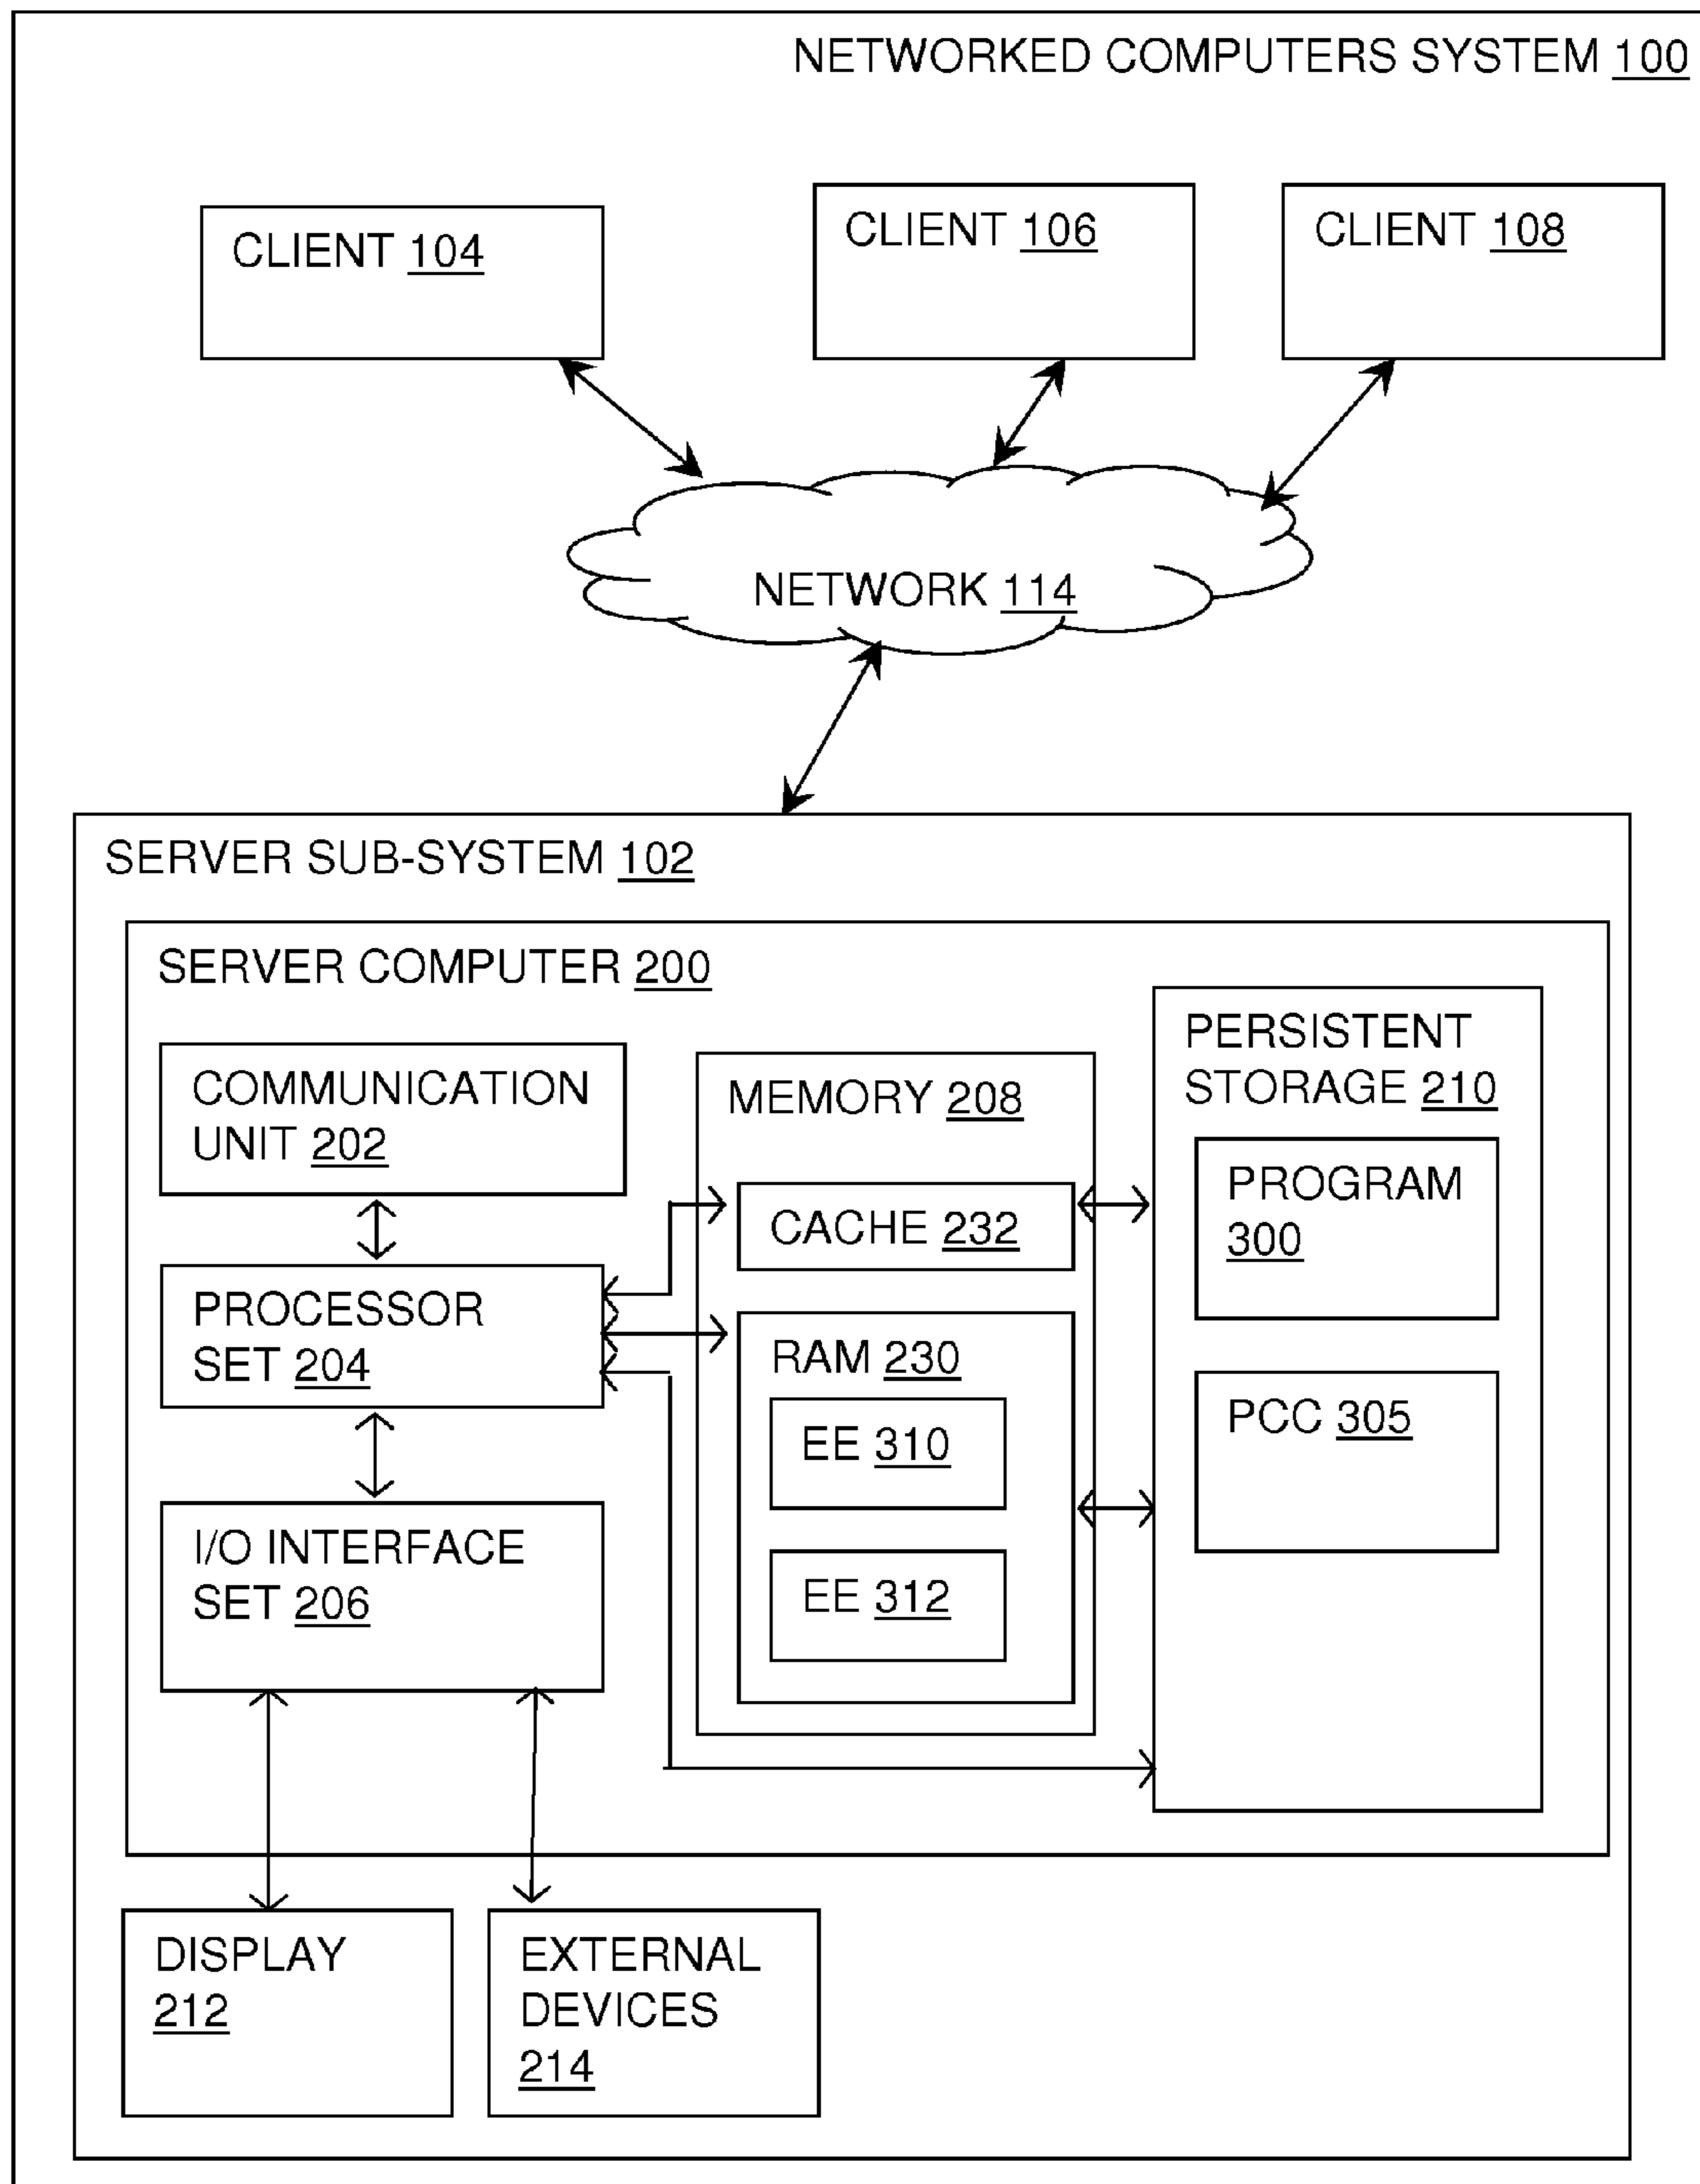 NETWORKED COMPUTERS SYSTEM 100
CLIENT 104
CLIENT 106
CLIENT 108
NETWORK 114
SERVER SUB-SYSTEM 102
SERVER COMPUTER 200
COMMUNICATION
UNIT 202
PROCESSOR
SET 204
I/O INTERFACE
SET 206
MEMORY 208
CACHE 232
RAM 230
EE 310
EE 312
PERSISTENT
STORAGE 210
PROGRAM
300
PCC 305
DISPLAY
212
EXTERNAL
DEVICES
214